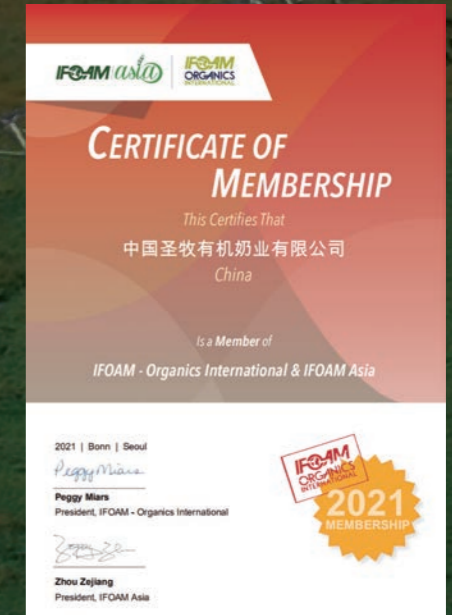 IFOAM asia
IFOAM
ORGANICS
INTERNATIONAL
CERTIFICATE OF
MEMBERSHIP
This Certifies That
中国圣牧有机奶业有限公司
China
Is a Member of
IFOAM - Organics International & IFOAM Asia
2021 | Bonn | Seoul
Peggy Miars
Peggy Miars
President, IFOAM - Organics International
Zhou Zejiang
President, IFOAM Asia
IFOAM
ORGANICS
INTERNATIONAL
2021
MEMBERSHIP